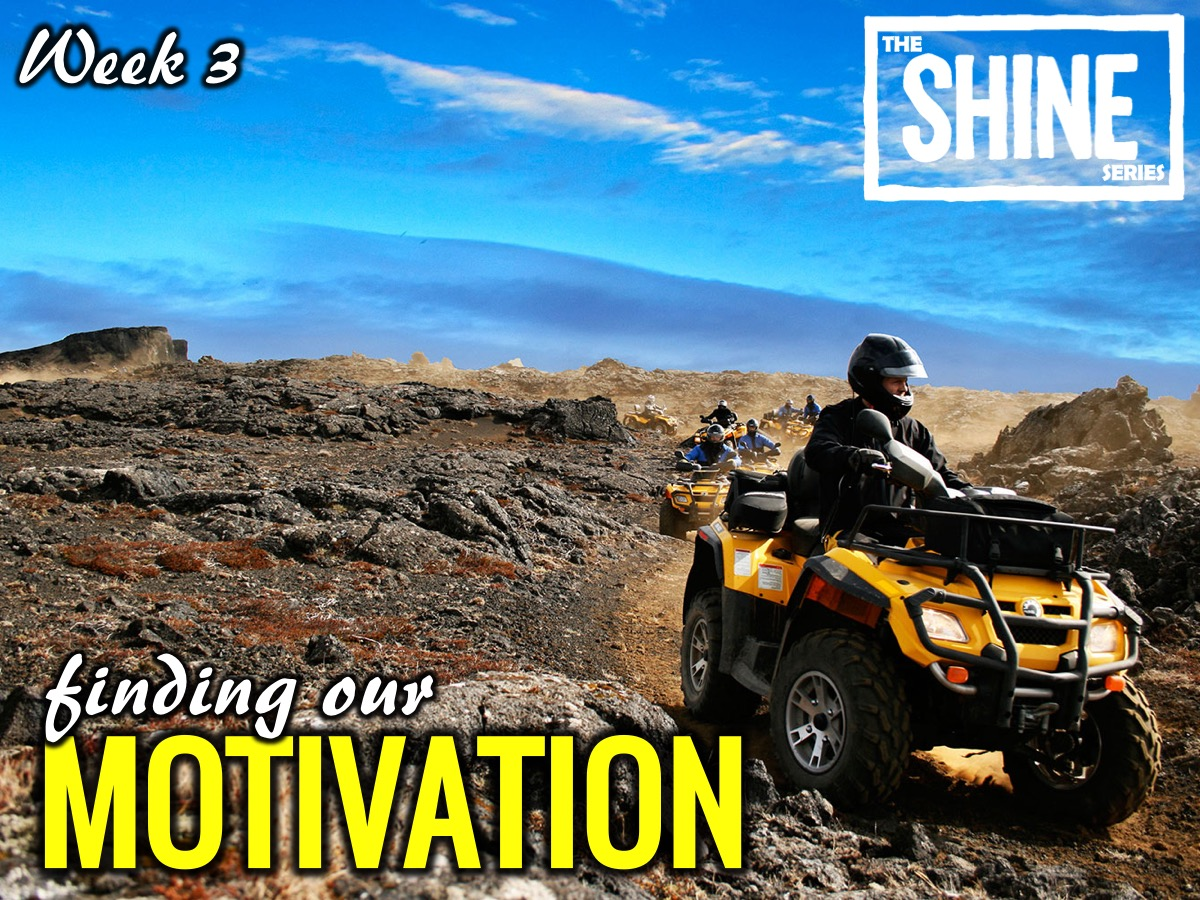 Week 3
THE
SHINE
SERIES
finding our
MOTIVATION